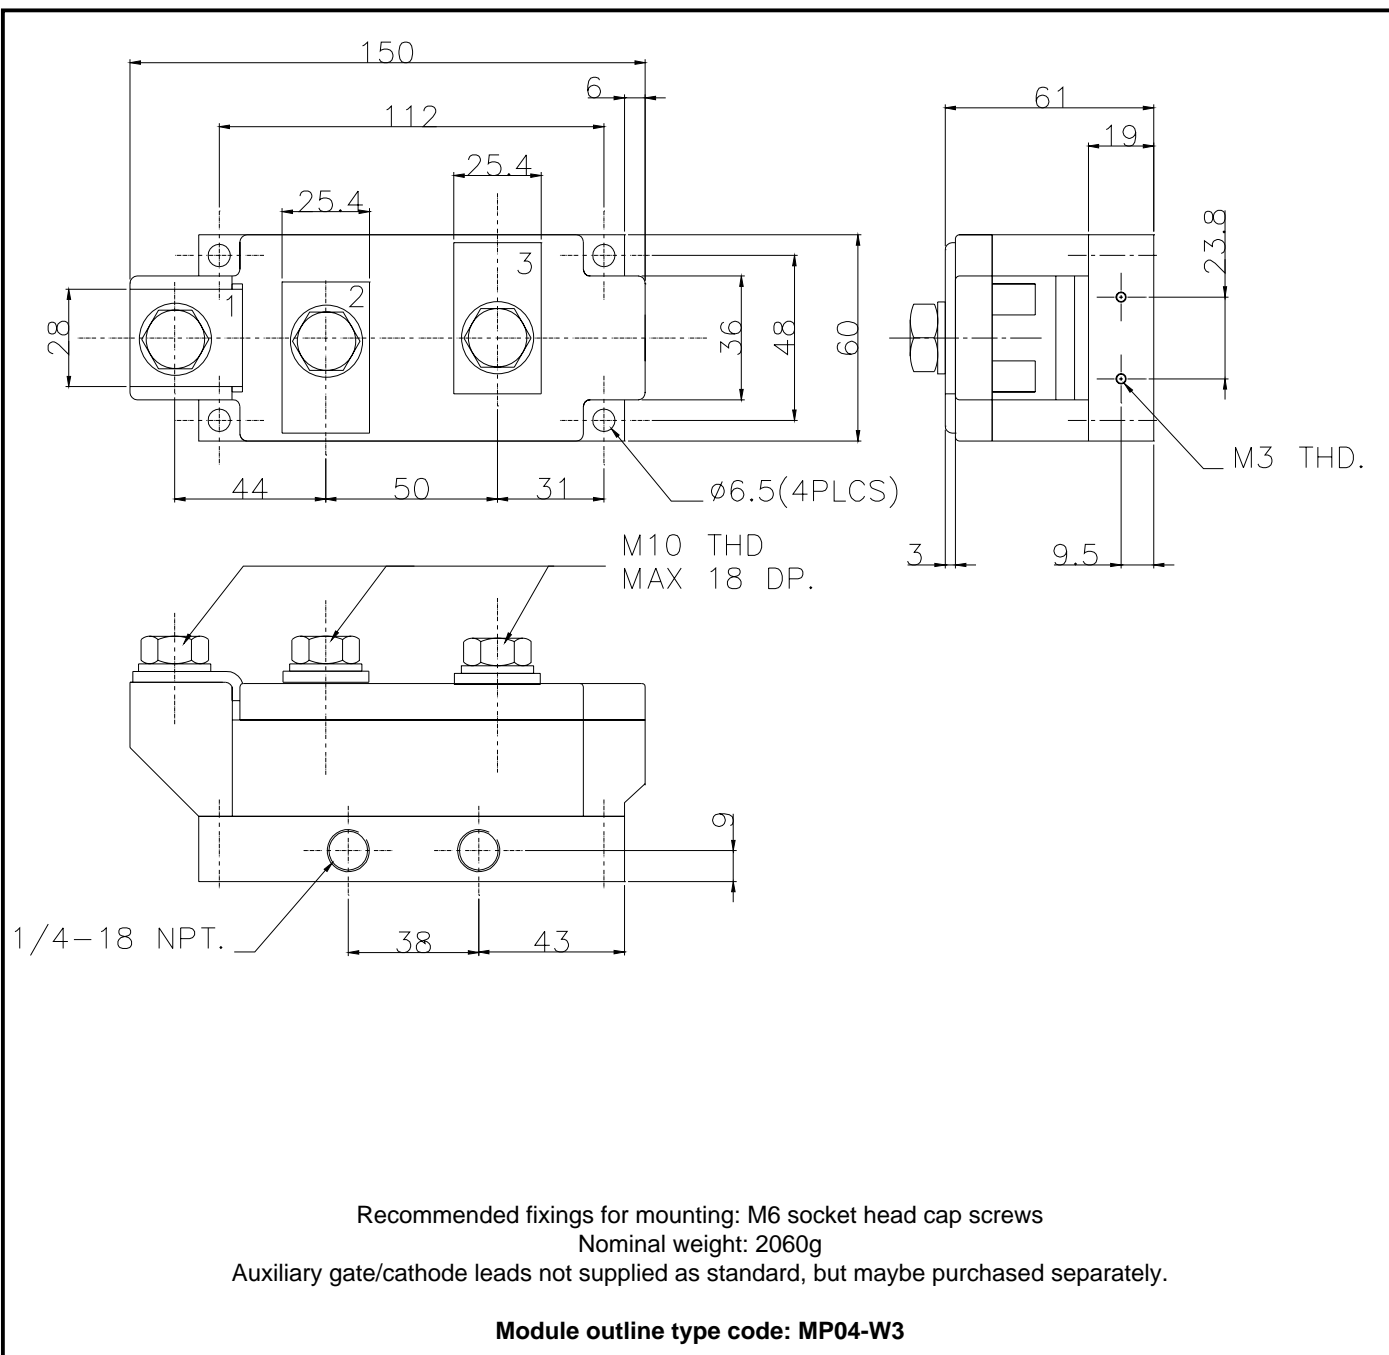 150
6
61
112
19
25.4
25.4
23.8
3
1
2
28
36
48
60
M3 THD.
44
50
31
ø6.5(4PLCS)
3
9.5
M10 THD
MAX 18 DP.
9
1/4-18 NPT.
38
43
Recommended fixings for mounting: M6 socket head cap screws
Nominal weight: 2060g
Auxiliary gate/cathode leads not supplied as standard, but maybe purchased separately.
Module outline type code: MP04-W3